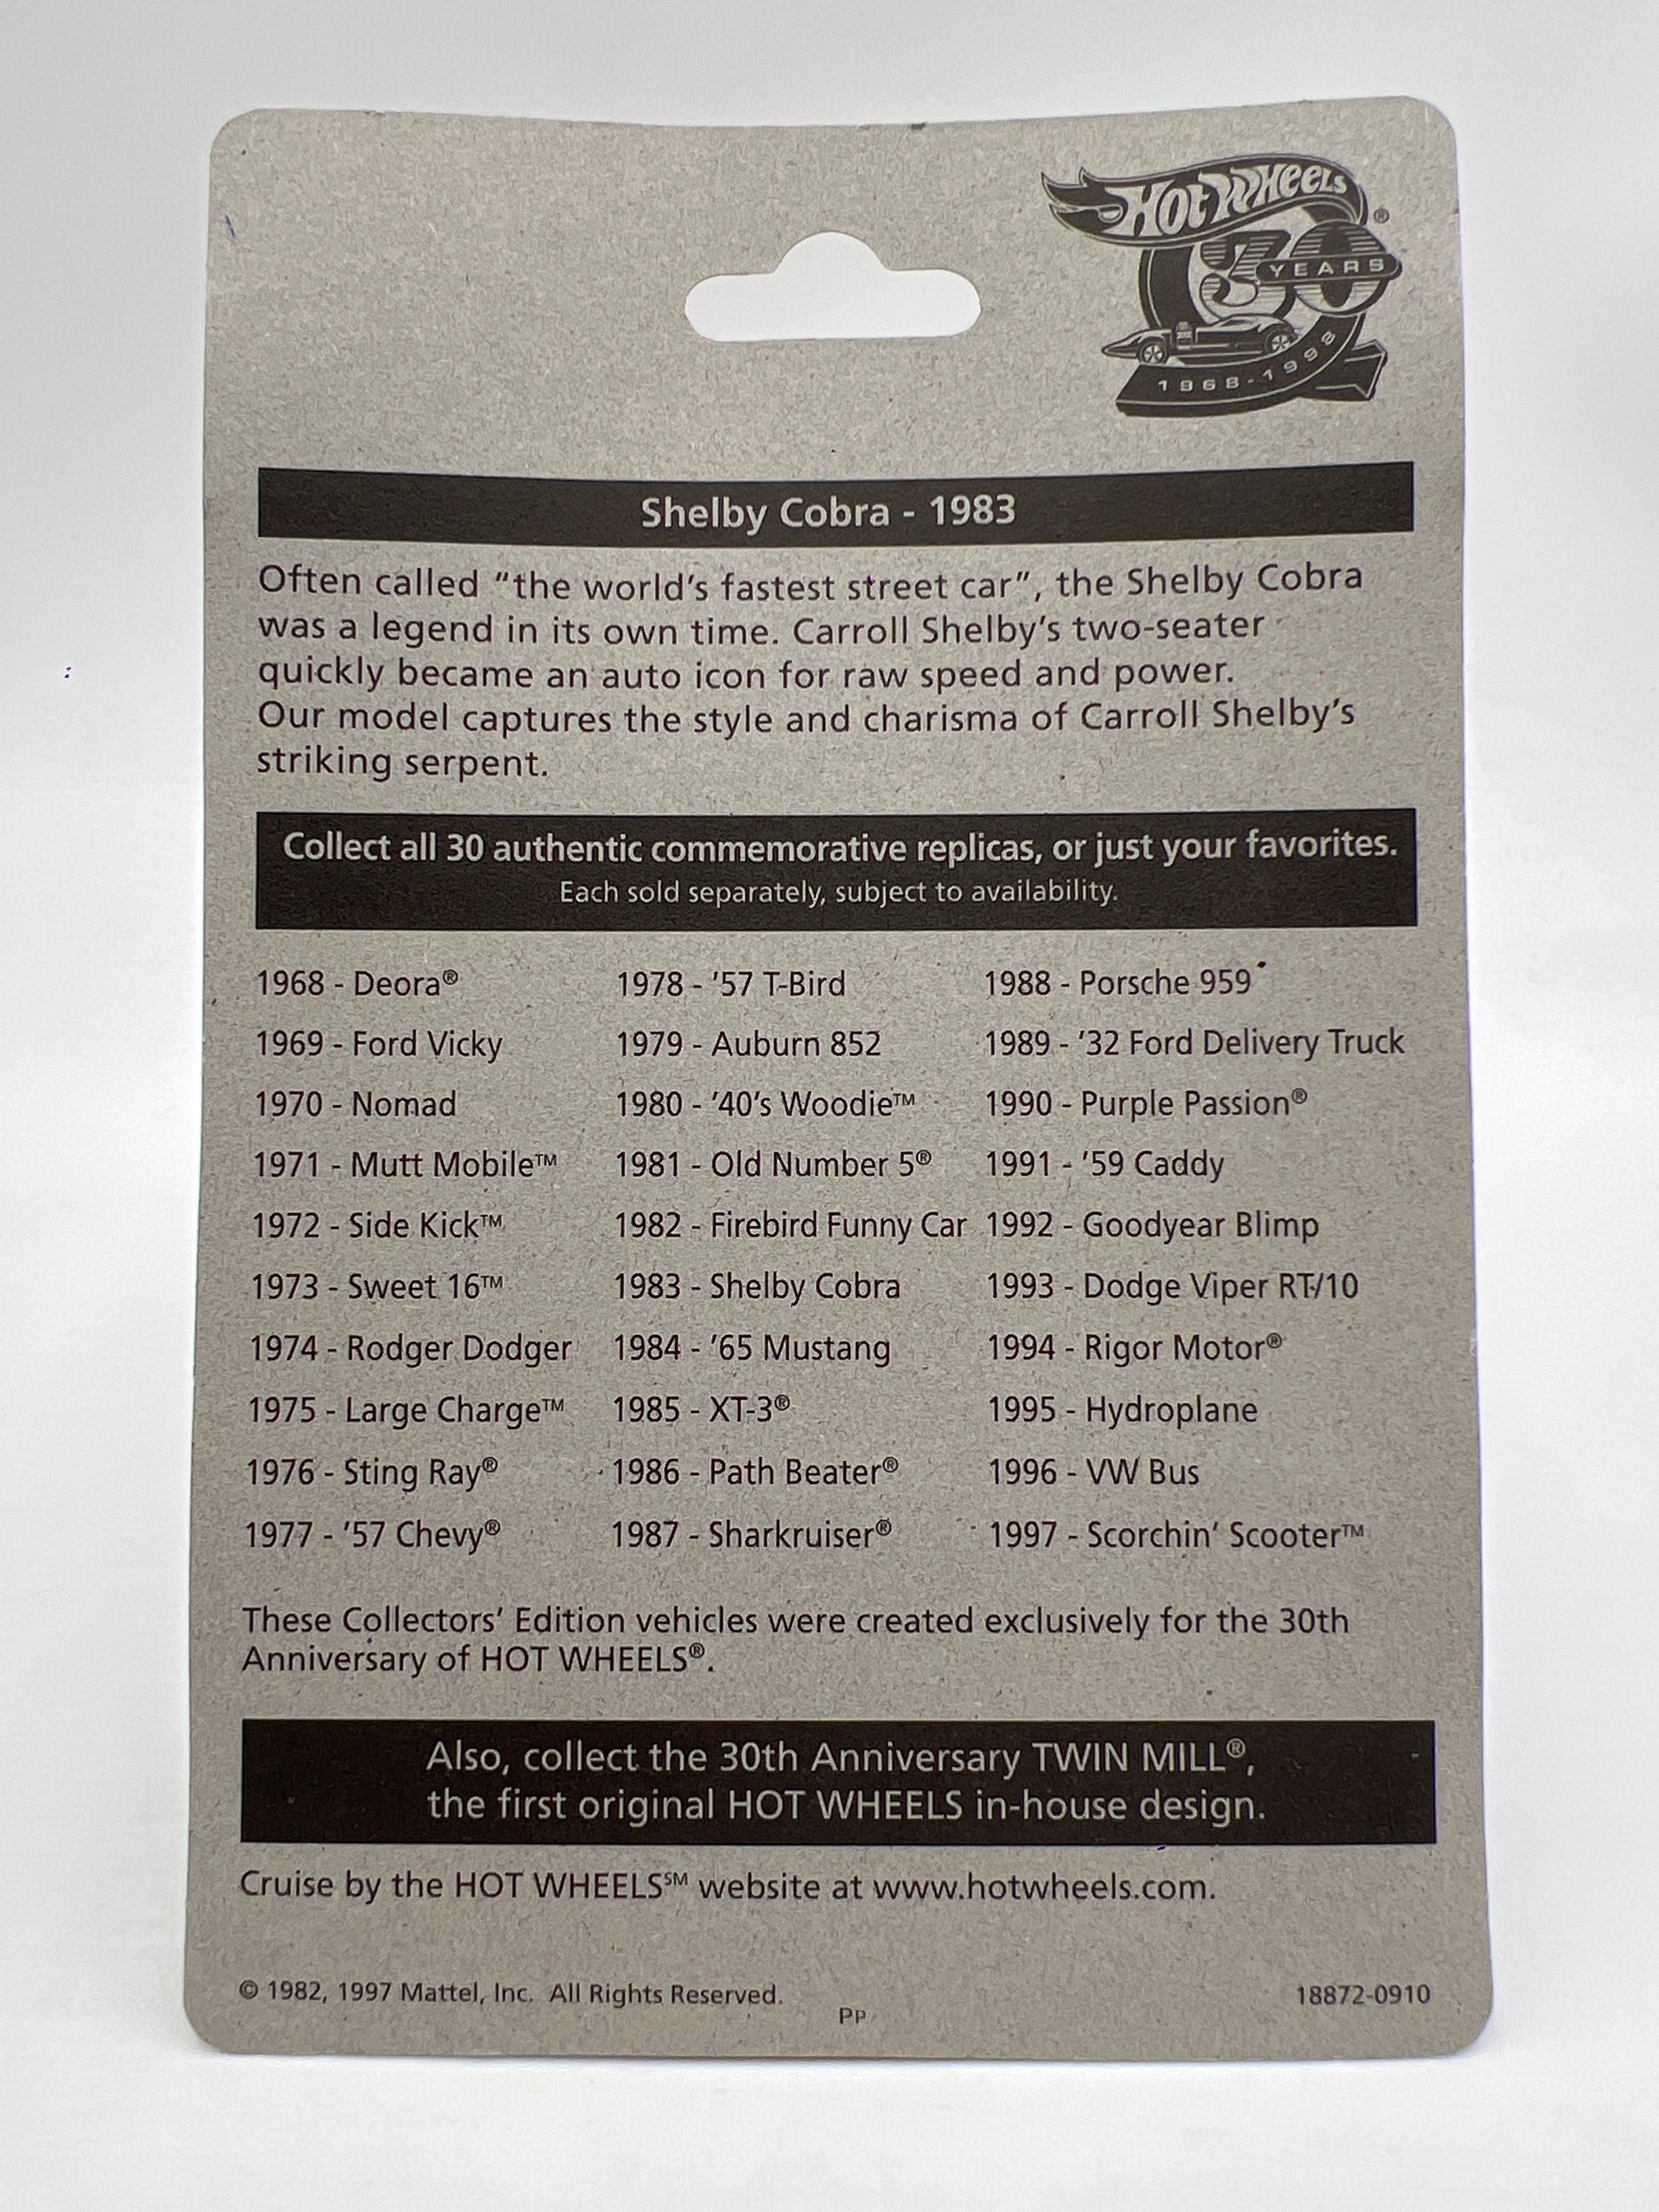 HOT WHEELS®
30 YEARS
1968-1998
Shelby Cobra - 1983
Often called “the world’s fastest street car”, the Shelby Cobra
was a legend in its own time. Carroll Shelby’s two-seater
quickly became an auto icon for raw speed and power.
Our model captures the style and charisma of Carroll Shelby’s
striking serpent.
Collect all 30 authentic commemorative replicas, or just your favorites.
Each sold separately, subject to availability.
1968 - Deora®
1969 - Ford Vicky
1970 - Nomad
1971 - Mutt Mobile™
1972 - Side Kick™
1973 - Sweet 16™
1974 - Rodger Dodger
1975 - Large Charge™
1976 - Sting Ray®
1977 - ’57 Chevy®
1978 - ’57 T-Bird
1979 - Auburn 852
1980 - ’40’s Woodie™
1981 - Old Number 5®
1982 - Firebird Funny Car
1983 - Shelby Cobra
1984 - ’65 Mustang
1985 - XT-3®
1986 - Path Beater®
1987 - Sharkruiser®
1988 - Porsche 959
1989 - ’32 Ford Delivery Truck
1990 - Purple Passion®
1991 - ’59 Caddy
1992 - Goodyear Blimp
1993 - Dodge Viper RT/10
1994 - Rigor Motor®
1995 - Hydroplane
1996 - VW Bus
1997 - Scorchin’ Scooter™
These Collectors’ Edition vehicles were created exclusively for the 30th
Anniversary of HOT WHEELS®.
Also, collect the 30th Anniversary TWIN MILL®,
the first original HOT WHEELS in-house design.
Cruise by the HOT WHEELS℠ website at www.hotwheels.com.
© 1982, 1997 Mattel, Inc. All Rights Reserved.
PP
18872-0910